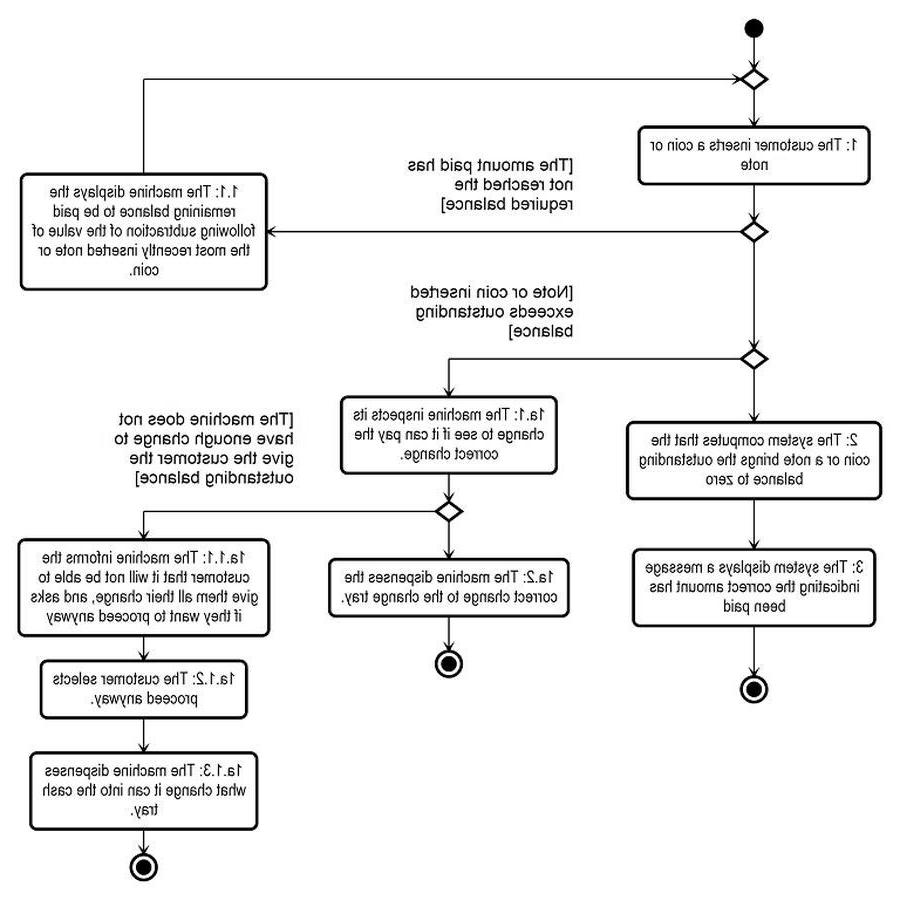 1: The customer inserts a coin or
note
[The amount paid has
not reached the
required balance]
1.1: The machine displays the
remaining balance to be paid
following subtraction of the value of
the most recently inserted note or
coin.
[Note or coin inserted
exceeds outstanding
balance]
1a.1: The machine inspects its
change to see if it can pay the
correct change.
2: The system computes that the
coin or a note brings the outstanding
balance to zero
[The machine does not
have enough change to
give the customer the
outstanding balance]
1a.1.1: The machine informs the
customer that it will not be able to
give them all their change, and asks
if they want to proceed anyway
1a.2: The machine dispenses the
correct change to the change tray.
3: The system displays a message
indicating the correct amount has
been paid
1a.1.2: The customer selects
proceed anyway.
1a.1.3: The machine dispenses
what change it can into the cash
tray.